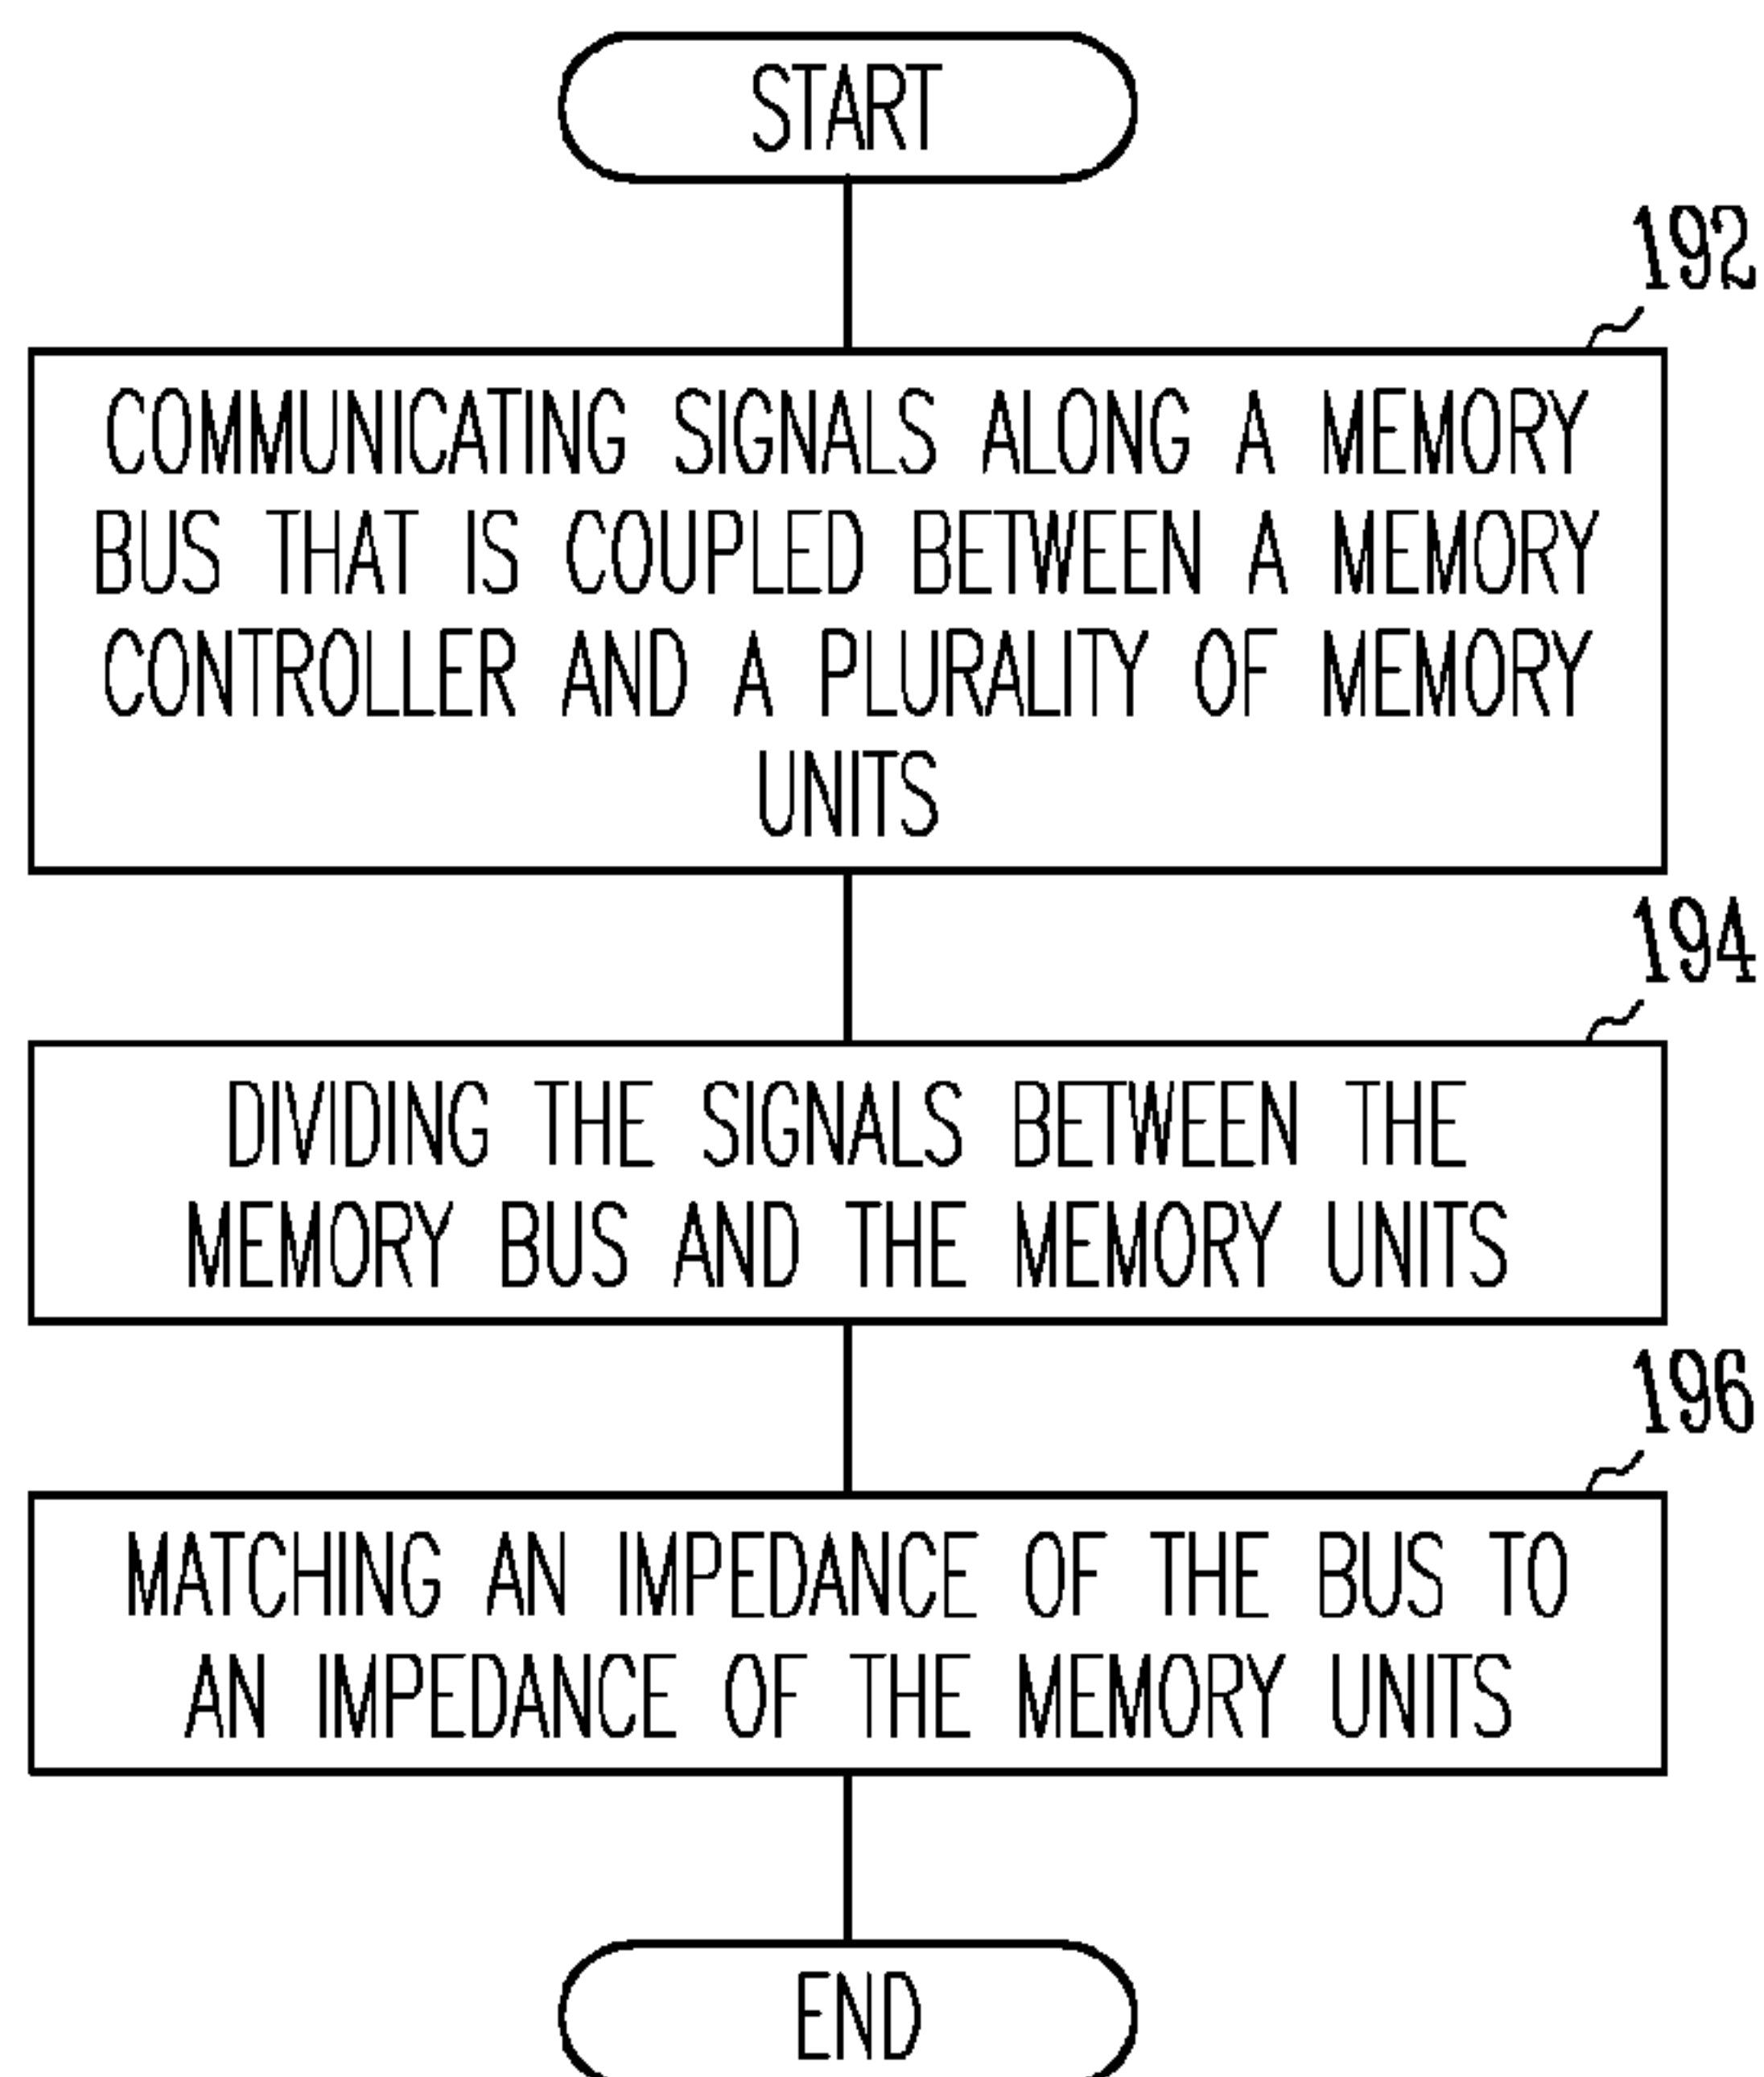 START
192
COMMUNICATING SIGNALS ALONG A MEMORY
BUS THAT IS COUPLED BETWEEN A MEMORY
CONTROLLER AND A PLURALITY OF MEMORY
UNITS
194
DIVIDING THE SIGNALS BETWEEN THE
MEMORY BUS AND THE MEMORY UNITS
196
MATCHING AN IMPEDANCE OF THE BUS TO
AN IMPEDANCE OF THE MEMORY UNITS
END